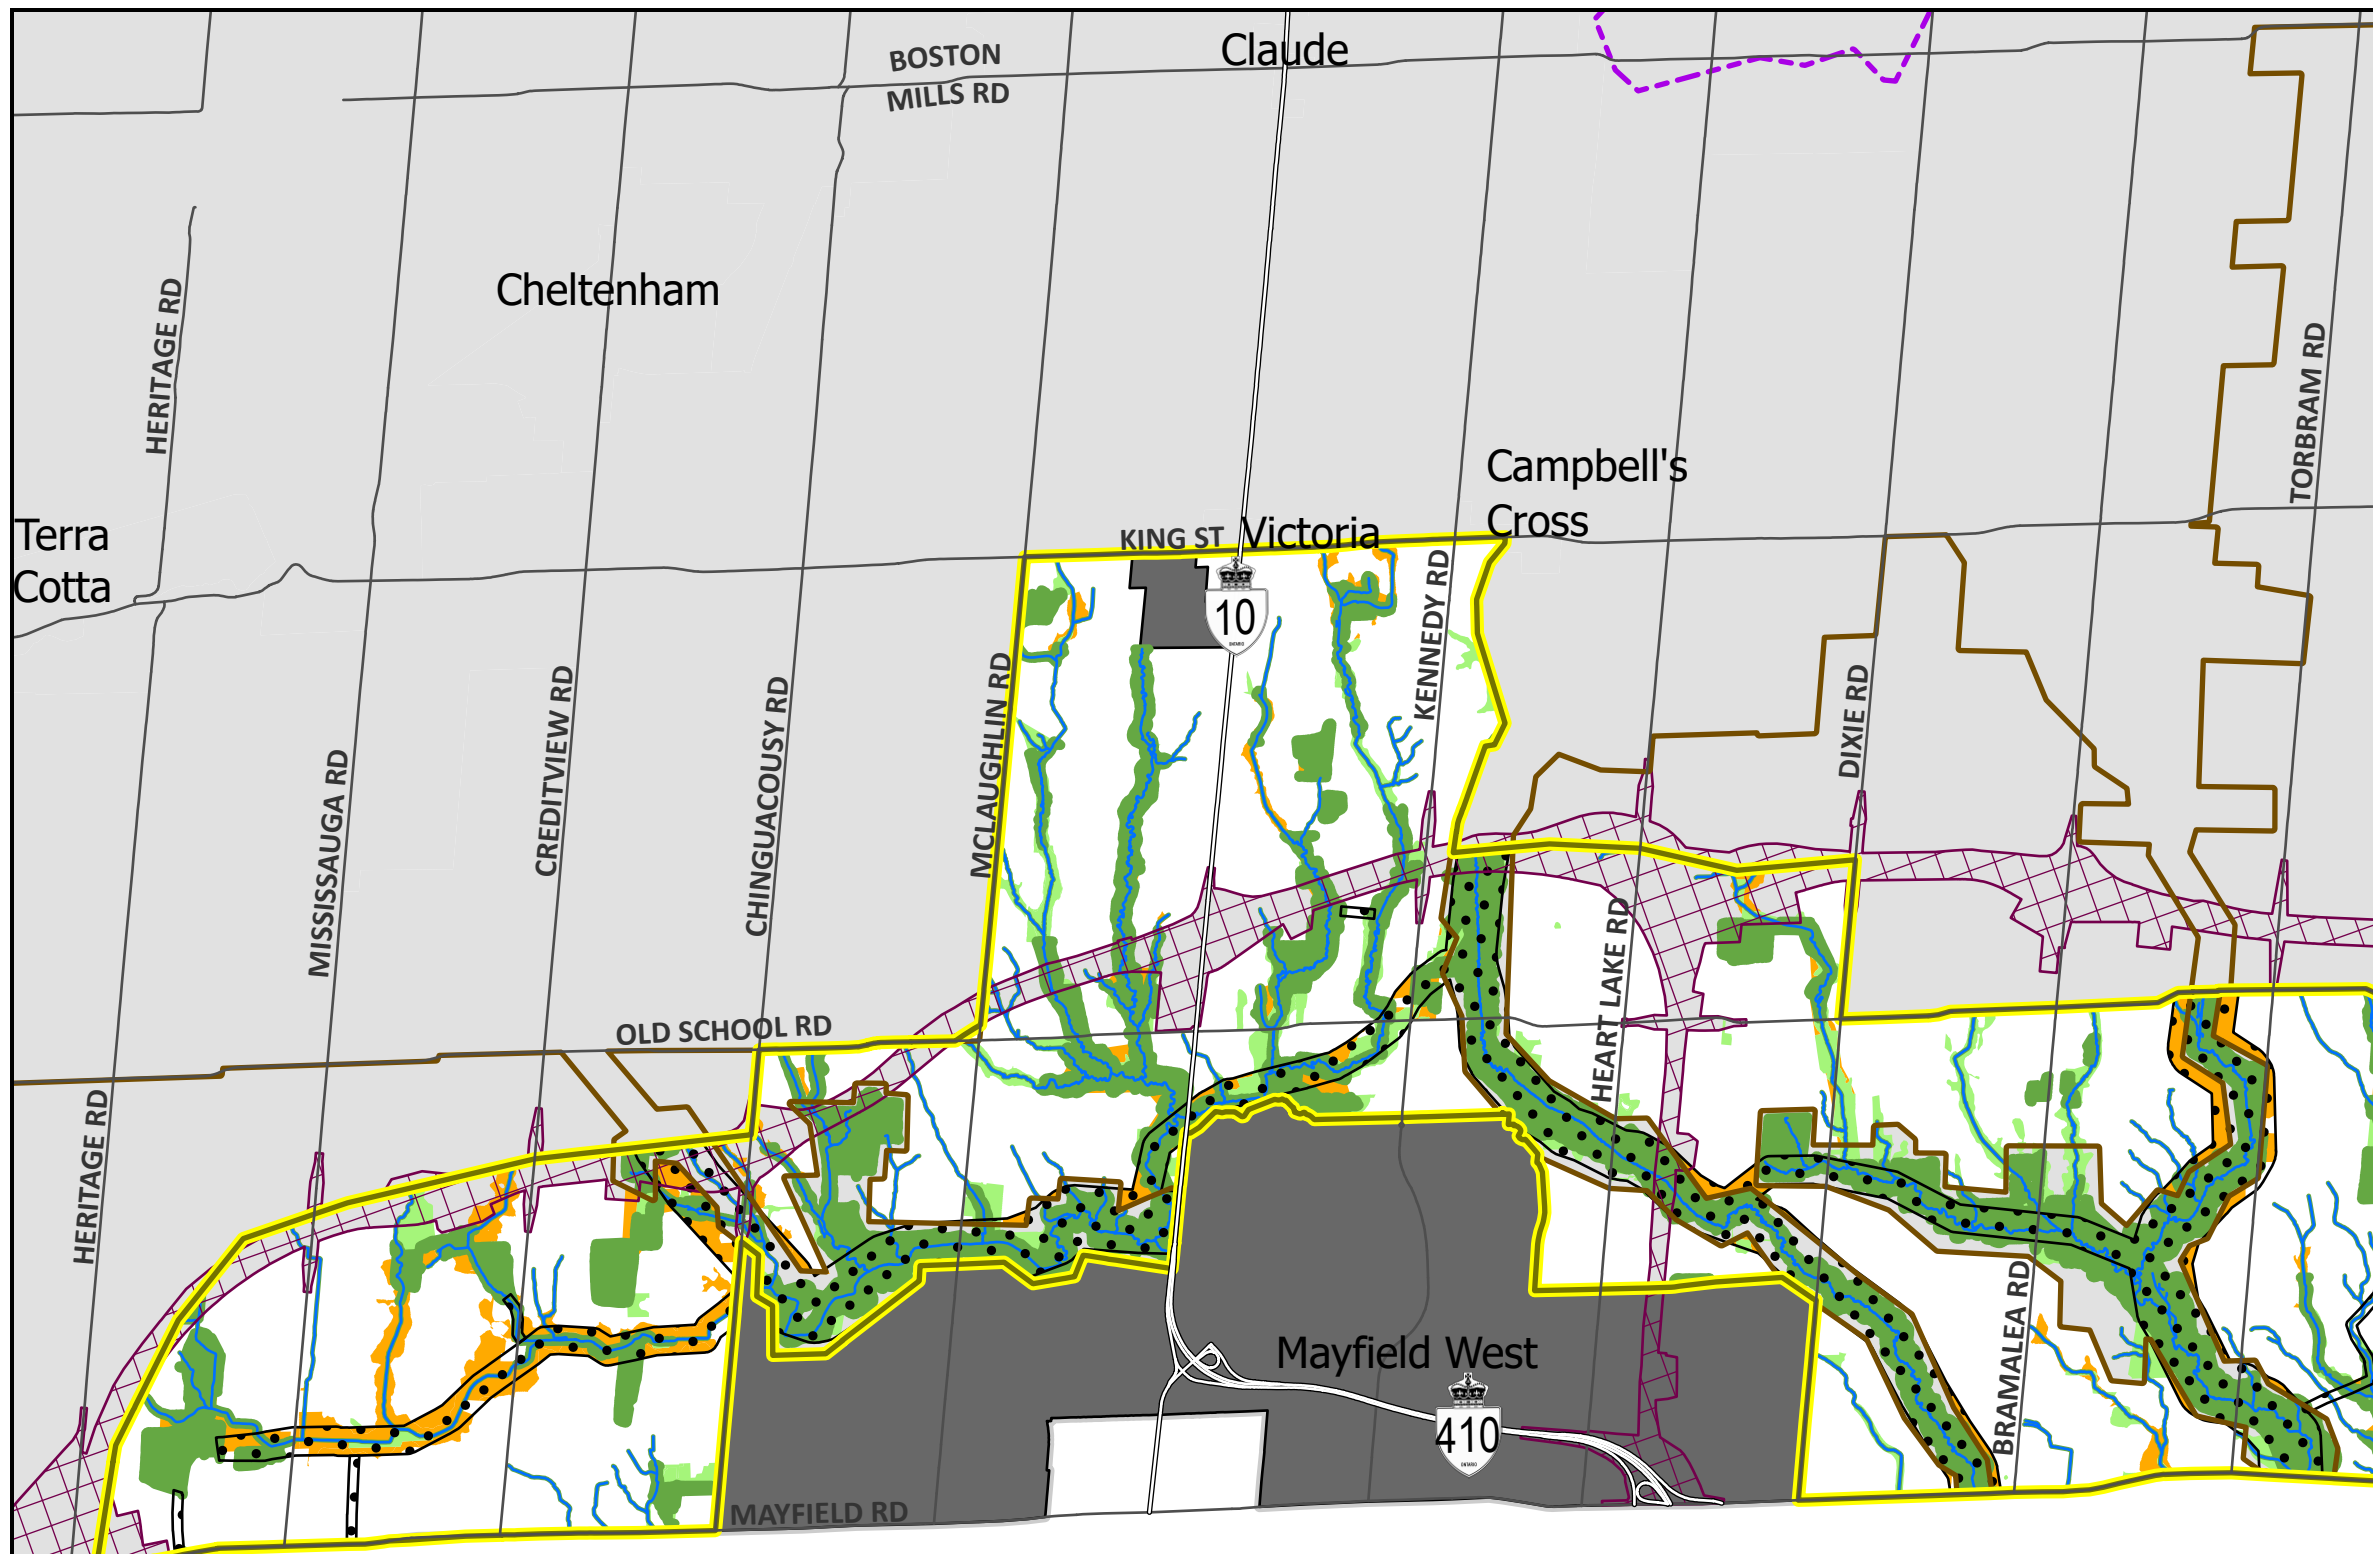 BOSTON
MILLS RD
Claude
Cheltenham
HERITAGE RD
TORBRAM RD
Campbell's
Cross
Terra
Cotta
KING ST
Victoria
10
ONTARIO
KENNEDY RD
MCLAUGHLIN RD
DIXIE RD
CREDITVIEW RD
CHINGUACOUSY RD
MISSISSAUGA RD
HEART LAKE RD
OLD SCHOOL RD
HERITAGE RD
BRAMALEA RD
Mayfield West
410
ONTARIO
MAYFIELD RD